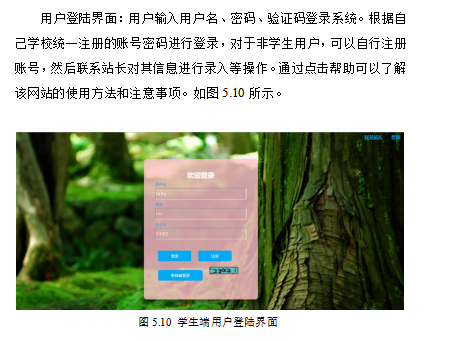 用户登陆界面：用户输入用户名、密码、验证码登录系统。根据自
己学校统一注册的账号密码进行登录，对于非学生用户，可以自行注册
账号，然后联系站长对其信息进行录入等操作。通过点击帮助可以了解
该网站的使用方法和注意事项。如图 5.10 所示。
欢迎登录
登录 注册
图 5.10 学生端用户登陆界面